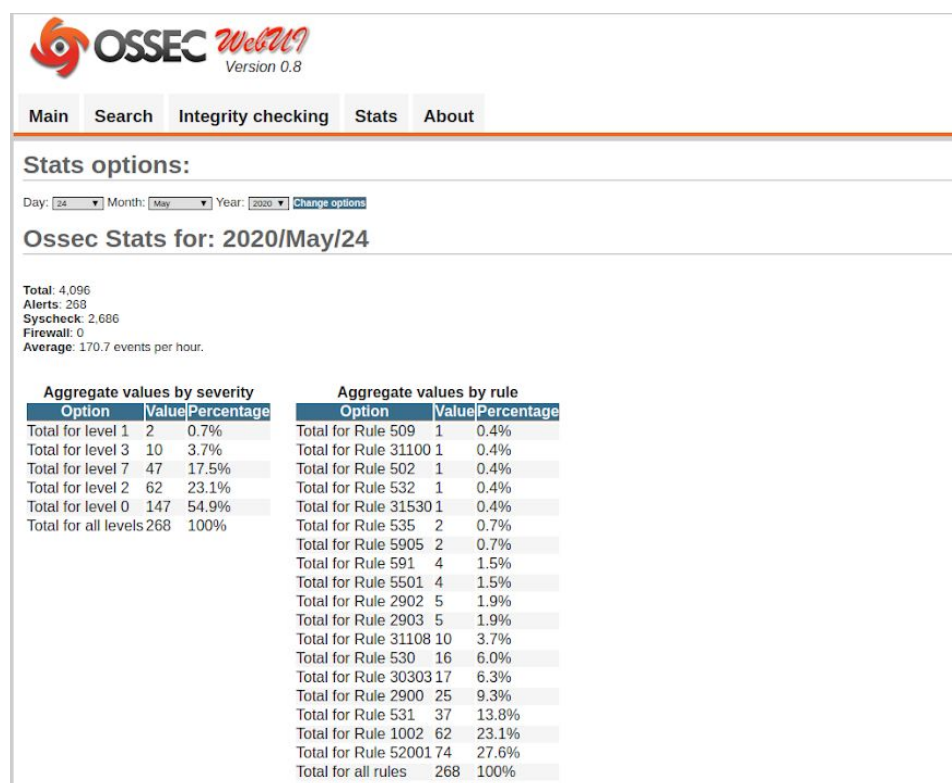 OSSEC WebUI
Version 0.8
Main Search Integrity checking Stats About
Stats options:
Day: 24 Month: May Year: 2020 Change options
Ossec Stats for: 2020/May/24
Total: 4,096
Alerts: 268
Syscheck: 2,686
Firewall: 0
Average: 170.7 events per hour.
Aggregate values by severity
Option Value Percentage
Total for level 1 2 0.7%
Total for level 3 10 3.7%
Total for level 7 47 17.5%
Total for level 2 62 23.1%
Total for level 0 147 54.9%
Total for all levels 268 100%
Aggregate values by rule
Option Value Percentage
Total for Rule 509 1 0.4%
Total for Rule 31100 1 0.4%
Total for Rule 502 1 0.4%
Total for Rule 532 1 0.4%
Total for Rule 31530 1 0.4%
Total for Rule 535 2 0.7%
Total for Rule 5905 2 0.7%
Total for Rule 591 4 1.5%
Total for Rule 5501 4 1.5%
Total for Rule 2902 5 1.9%
Total for Rule 2903 5 1.9%
Total for Rule 31108 10 3.7%
Total for Rule 530 16 6.0%
Total for Rule 30303 17 6.3%
Total for Rule 2900 25 9.3%
Total for Rule 531 37 13.8%
Total for Rule 1002 62 23.1%
Total for Rule 52001 74 27.6%
Total for all rules 268 100%